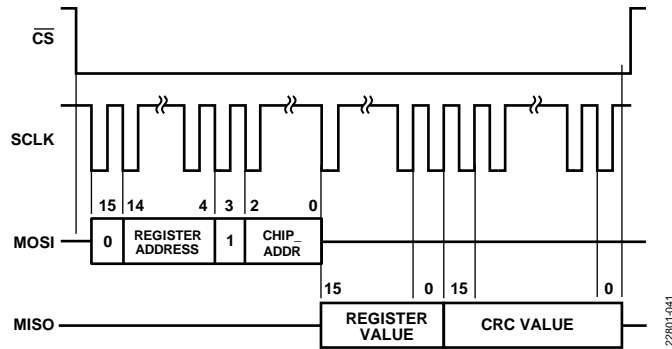 CS
SCLK
15 14 4 3 2 0
MOSI 0 REGISTER ADDRESS 1 CHIP_ ADDR
15 0 15 0
MISO REGISTER VALUE CRC VALUE
22801-041